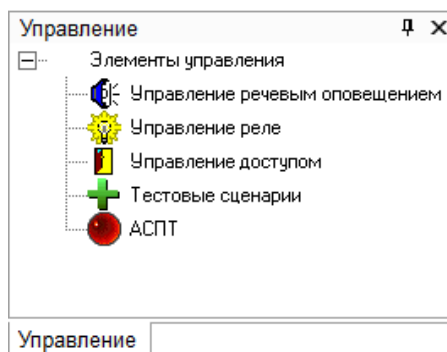 Управление
Элементы управления
Управление речевым оповещением
Управление реле
Управление доступом
Тестовые сценарии
АСПТ
Управление